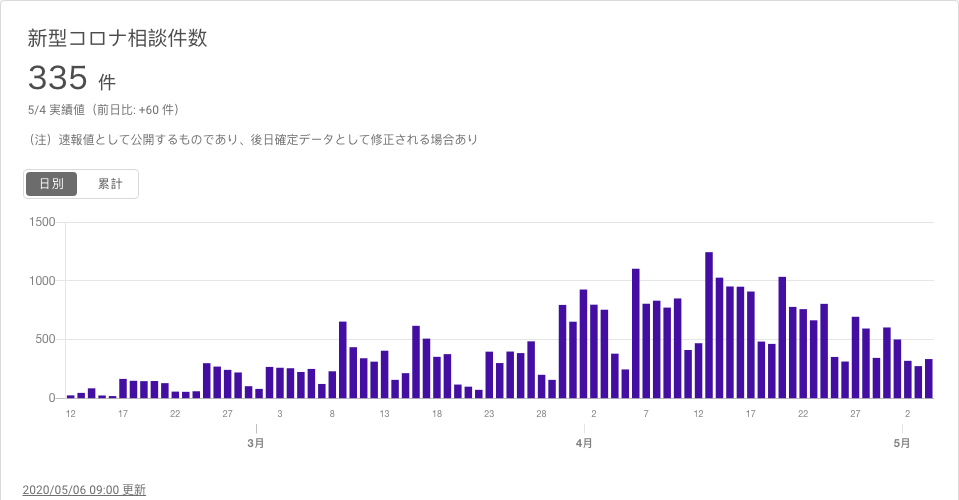 新型コロナ相談件数
335 件
5/4 実績値（前日比: +60 件）
（注）速報値として公開するものであり、後日確定データとして修正される場合あり
日別 累計
1500
1000
500
0
12 17 22 27 3 8 13 18 23 28 2 7 12 17 22 27 2
3月 4月 5月
2020/05/06 09:00 更新